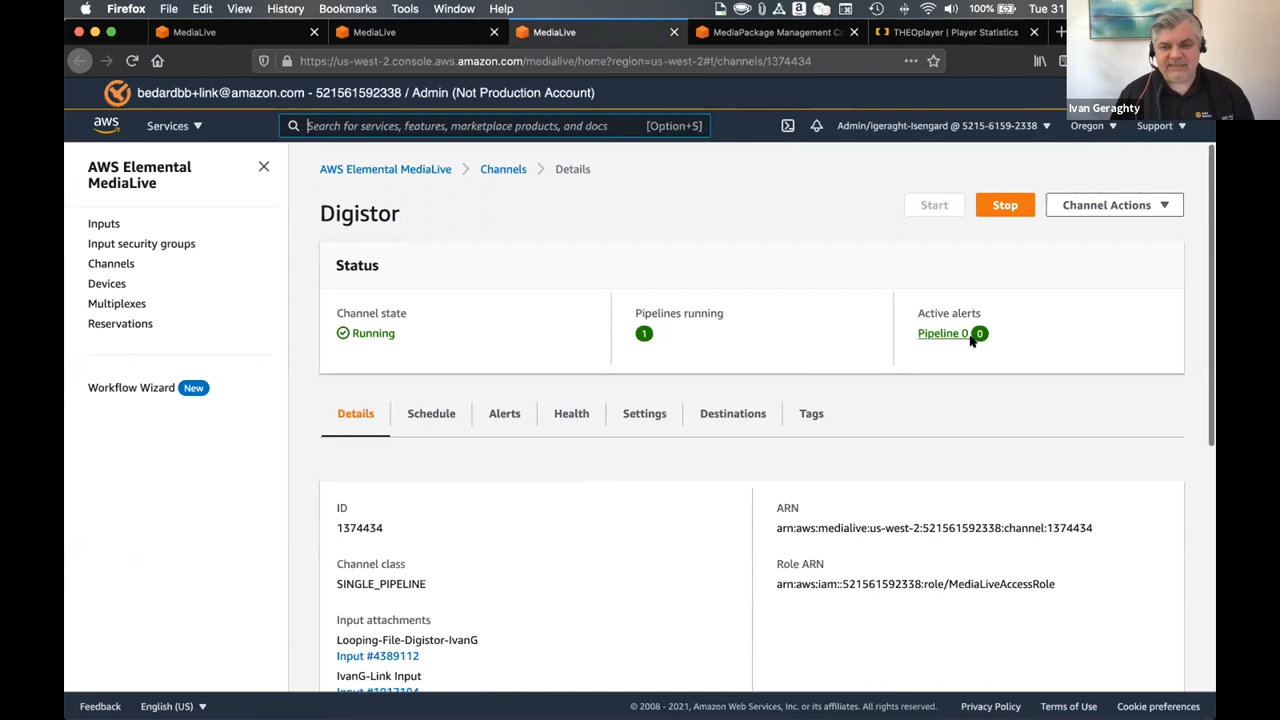 Firefox File Edit View History Bookmarks Tools Window Help 100% Tue 31
MediaLive × MediaLive × MediaLive × MediaPackage Management Co × THEOplayer | Player Statistics ×
https://us-west-2.console.aws.amazon.com/medialive/home?region=us-west-2#!/channels/1374434
Ivan Geraghty
bedardbb+link@amazon.com - 521561592338 / Admin (Not Production Account)
aws Services Search for services, features, marketplace products, and docs [Option+S] Admin/igeraght-Isengard @ 5215-6159-2338 Oregon Support
AWS Elemental
MediaLive
Inputs
Input security groups
Channels
Devices
Multiplexes
Reservations
Workflow Wizard New
AWS Elemental MediaLive > Channels > Details
Digistor
Start Stop Channel Actions
Status
Channel state
Running
Pipelines running
1
Active alerts
Pipeline 0 0
Details Schedule Alerts Health Settings Destinations Tags
ID
1374434
Channel class
SINGLE_PIPELINE
Input attachments
Looping-File-Digistor-IvanG
Input #4389112
IvanG-Link Input
ARN
arn:aws:medialive:us-west-2:521561592338:channel:1374434
Role ARN
arn:aws:iam::521561592338:role/MediaLiveAccessRole
Feedback English (US) © 2008 - 2021, Amazon Web Services, Inc. or its affiliates. All rights reserved. Privacy Policy Terms of Use Cookie preferences